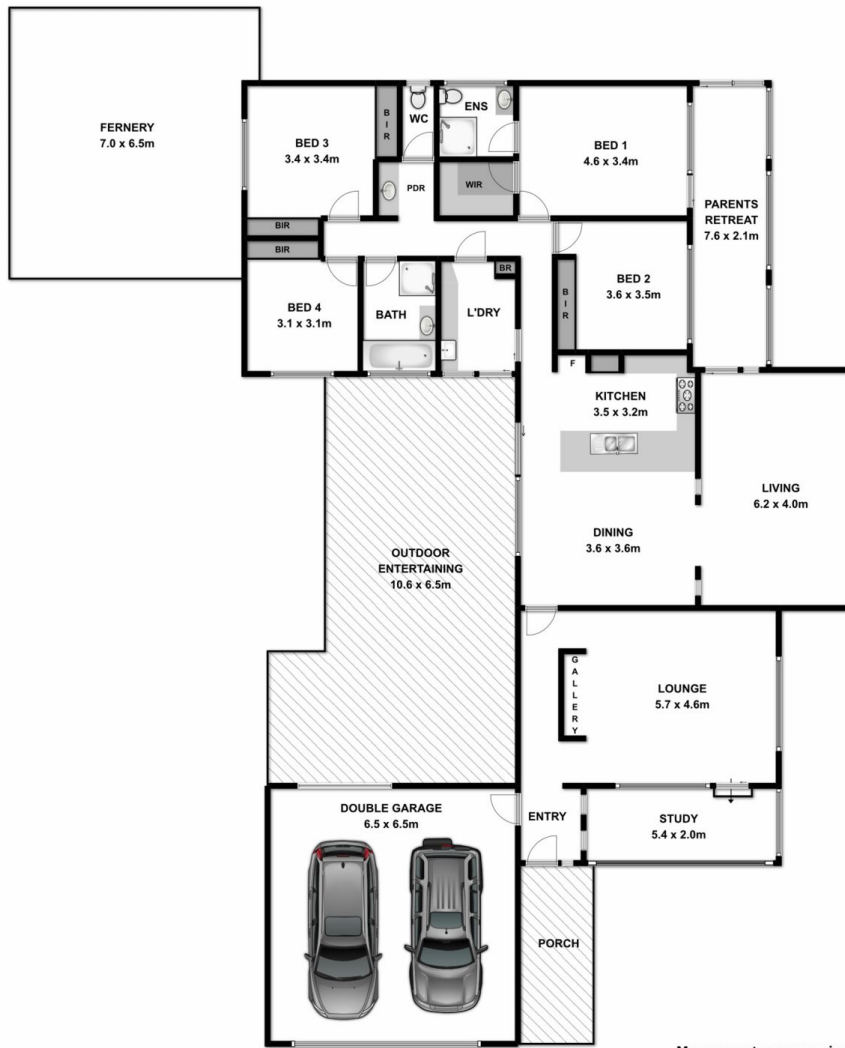 FERNERY
7.0 x 6.5m
BED 3
3.4 x 3.4m
BIR
WC
ENS
BED 1
4.6 x 3.4m
PARENTS
RETREAT
7.6 x 2.1m
PDR
WIR
BIR
BIR
BED 4
3.1 x 3.1m
BATH
L'DRY
BR
BIR
BED 2
3.6 x 3.5m
F
KITCHEN
3.5 x 3.2m
LIVING
6.2 x 4.0m
DINING
3.6 x 3.6m
OUTDOOR
ENTERTAINING
10.6 x 6.5m
GALLERY
LOUNGE
5.7 x 4.6m
DOUBLE GARAGE
6.5 x 6.5m
ENTRY
STUDY
5.4 x 2.0m
PORCH